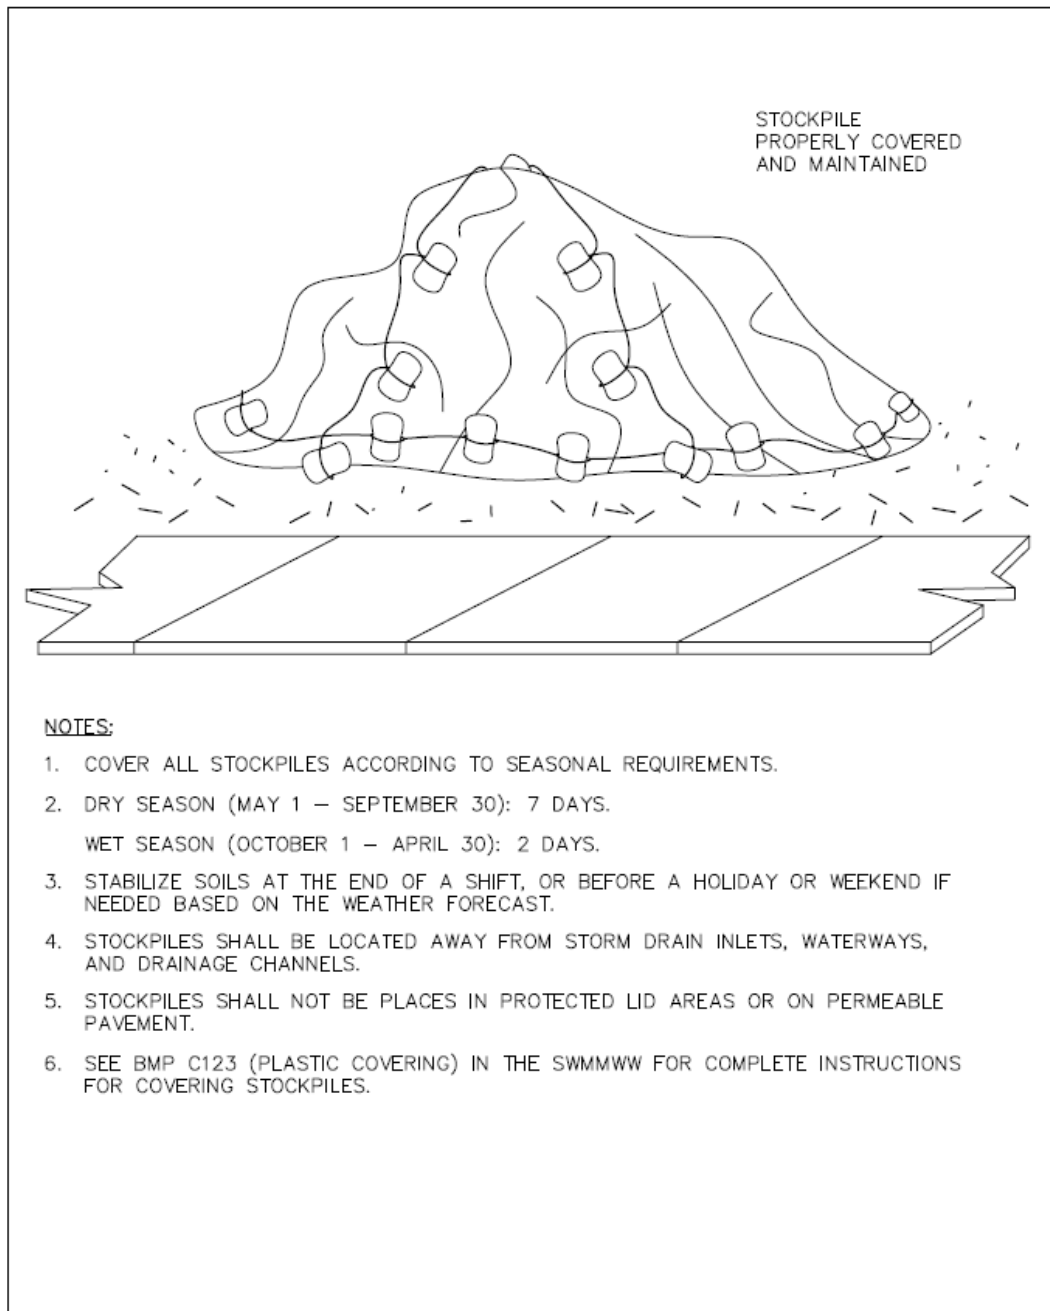 STOCKPILE
PROPERLY COVERED
AND MAINTAINED
NOTES:
1. COVER ALL STOCKPILES ACCORDING TO SEASONAL REQUIREMENTS.
2. DRY SEASON (MAY 1 – SEPTEMBER 30): 7 DAYS.
WET SEASON (OCTOBER 1 – APRIL 30): 2 DAYS.
3. STABILIZE SOILS AT THE END OF A SHIFT, OR BEFORE A HOLIDAY OR WEEKEND IF
NEEDED BASED ON THE WEATHER FORECAST.
4. STOCKPILES SHALL BE LOCATED AWAY FROM STORM DRAIN INLETS, WATERWAYS,
AND DRAINAGE CHANNELS.
5. STOCKPILES SHALL NOT BE PLACES IN PROTECTED LID AREAS OR ON PERMEABLE
PAVEMENT.
6. SEE BMP C123 (PLASTIC COVERING) IN THE SWMMWW FOR COMPLETE INSTRUCTIONS
FOR COVERING STOCKPILES.